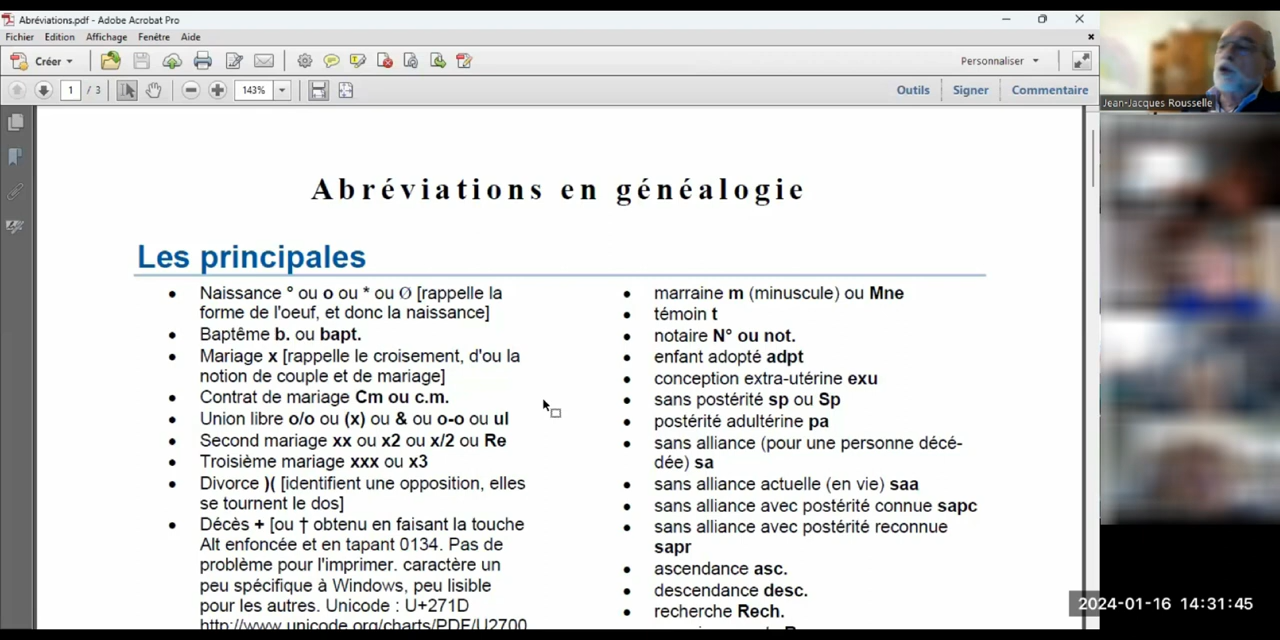 Abréviations.pdf - Adobe Acrobat Pro
Fichier Edition Affichage Fenêtre Aide
Créer
Personnaliser
1 / 3
143%
Outils Signer Commentaire
Jean-Jacques Rousselle
Abréviations en généalogie
Les principales
Naissance ° ou o ou * ou Ø [rappelle la
forme de l'oeuf, et donc la naissance]
Baptême b. ou bapt.
Mariage x [rappelle le croisement, d'ou la
notion de couple et de mariage]
Contrat de mariage Cm ou c.m.
Union libre o/o ou (x) ou & ou o-o ou ul
Second mariage xx ou x2 ou x/2 ou Re
Troisième mariage xxx ou x3
Divorce )( [identifient une opposition, elles
se tournent le dos]
Décès + [ou † obtenu en faisant la touche
Alt enfoncée et en tapant 0134. Pas de
problème pour l'imprimer. caractère un
peu spécifique à Windows, peu lisible
pour les autres. Unicode : U+271D
http://www.unicode.org/charts/PDF/U2700
marraine m (minuscule) ou Mne
témoin t
notaire N° ou not.
enfant adopté adpt
conception extra-utérine exu
sans postérité sp ou Sp
postérité adultérine pa
sans alliance (pour une personne décé-
dée) sa
sans alliance actuelle (en vie) saa
sans alliance avec postérité connue sapc
sans alliance avec postérité reconnue
sapr
ascendance asc.
descendance desc.
recherche Rech.
2024-01-16 14:31:45